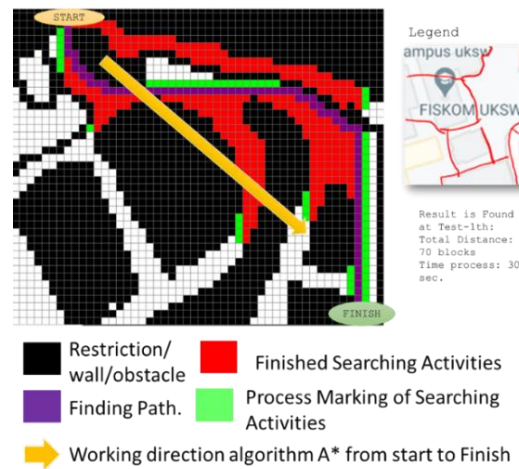 START
Legend
ampus uksw
FISKOM UKSW
Result is Found
at Test-1th:
Total Distance:
70 blocks
Time process: 30
sec.
FINISH
Restriction/
wall/obstacle
Finished Searching Activities
Finding Path.
Process Marking of Searching
Activities
Working direction algorithm A* from start to Finish